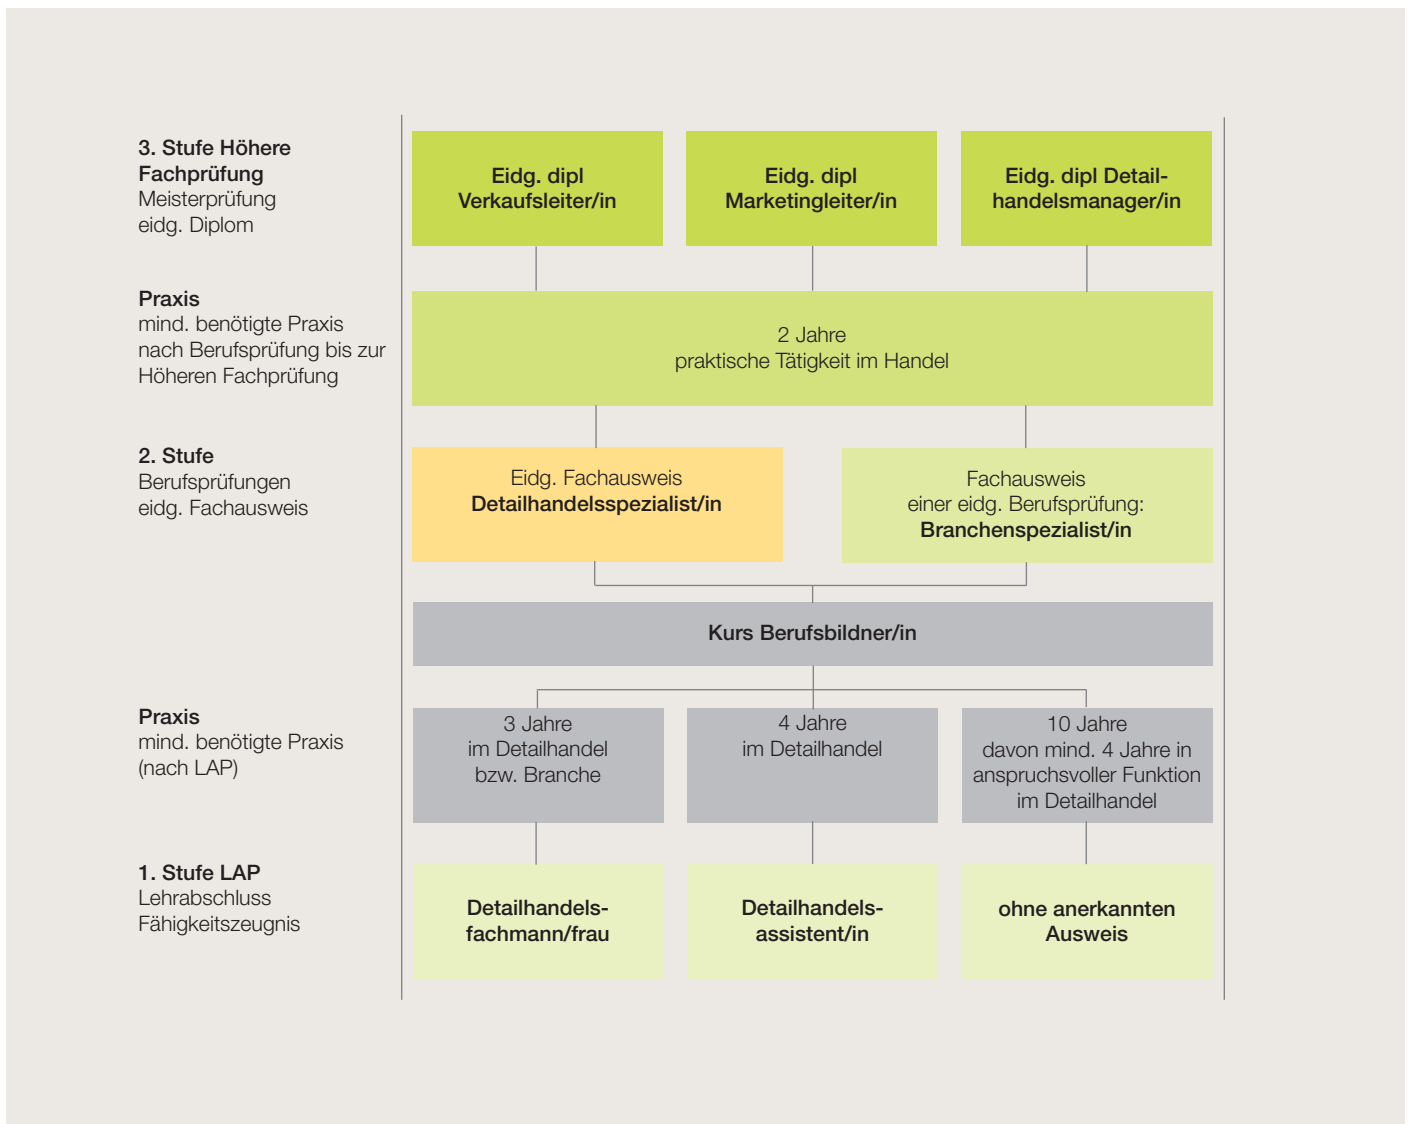 3. Stufe Höhere
Fachprüfung
Meisterprüfung
eidg. Diplom
Eidg. dipl
Verkaufsleiter/in
Eidg. dipl
Marketingleiter/in
Eidg. dipl Detail-
handelsmanager/in
Praxis
mind. benötigte Praxis
nach Berufsprüfung bis zur
Höheren Fachprüfung
2 Jahre
praktische Tätigkeit im Handel
2. Stufe
Berufsprüfungen
eidg. Fachausweis
Eidg. Fachausweis
Detailhandelsspezialist/in
Fachausweis
einer eidg. Berufsprüfung:
Branchenspezialist/in
Kurs Berufsbildner/in
Praxis
mind. benötigte Praxis
(nach LAP)
3 Jahre
im Detailhandel
bzw. Branche
4 Jahre
im Detailhandel
10 Jahre
davon mind. 4 Jahre in
anspruchsvoller Funktion
im Detailhandel
1. Stufe LAP
Lehrabschluss
Fähigkeitszeugnis
Detailhandels-
fachmann/frau
Detailhandels-
assistent/in
ohne anerkannten
Ausweis